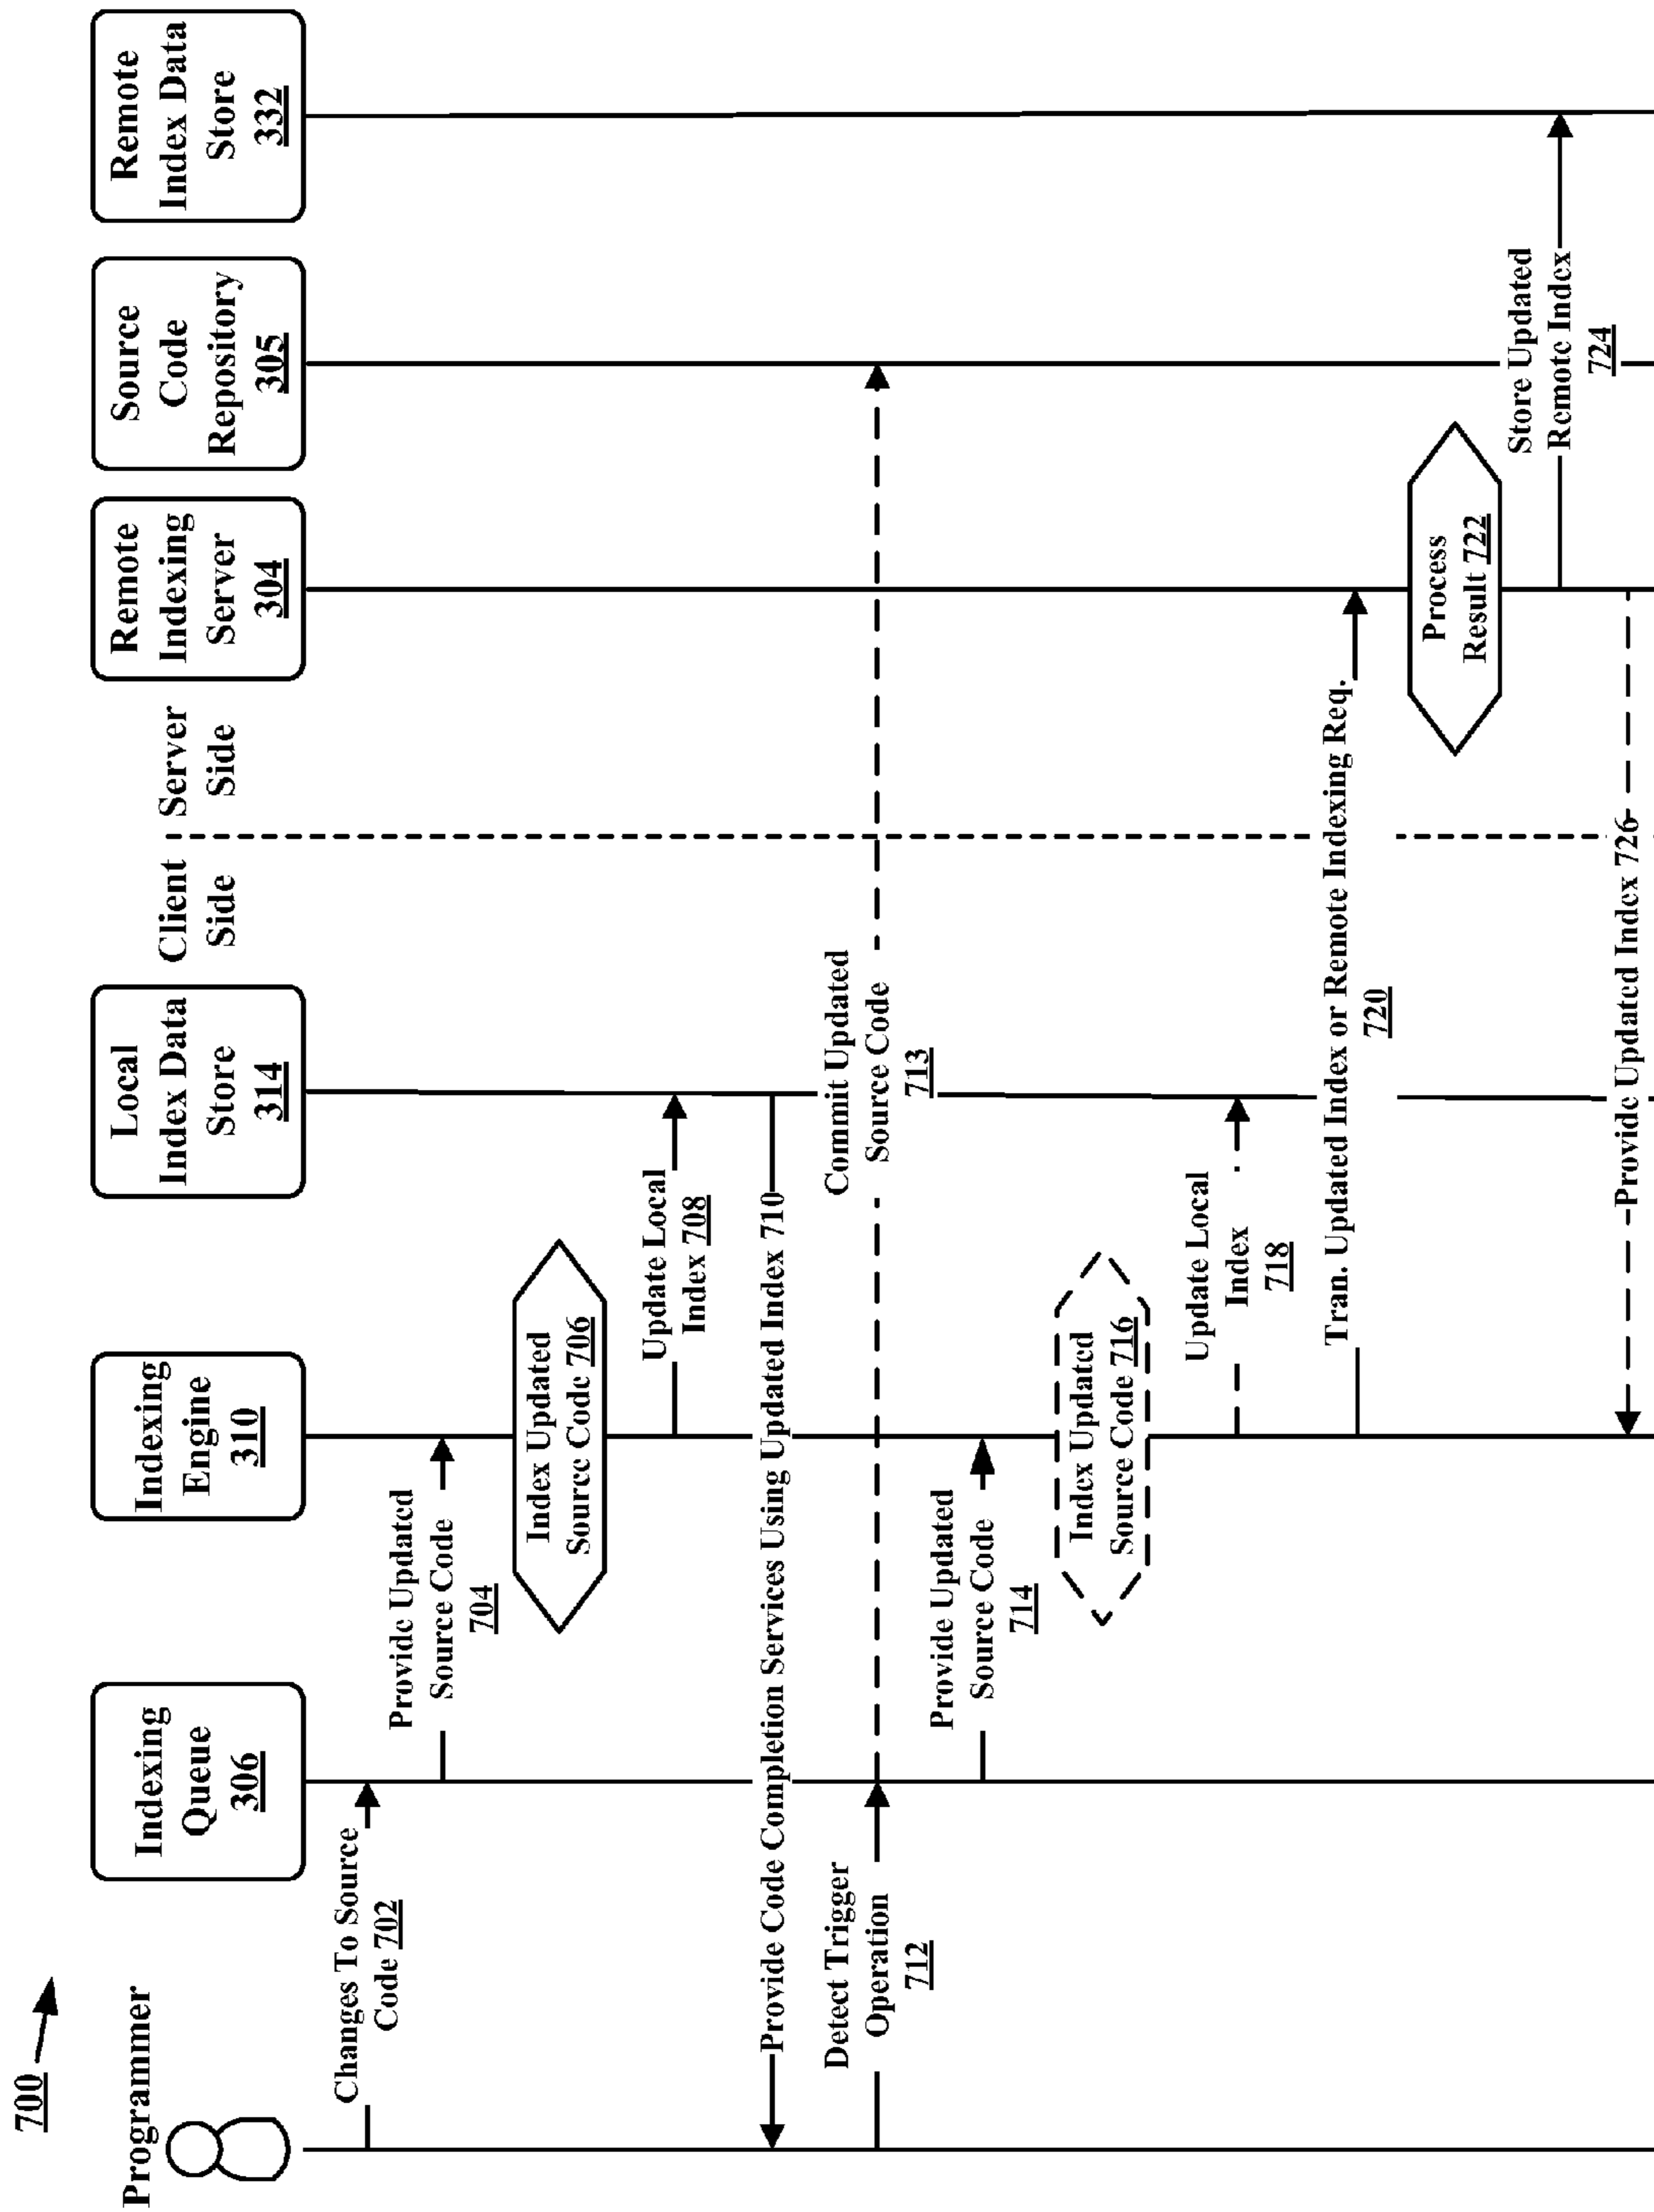 700
Programmer
Indexing
Queue
306
Indexing
Engine
310
Local
Index Data
Store
314
Client
Side
Server
Side
Remote
Indexing
Server
304
Source
Code
Repository
305
Remote
Index Data
Store
332
Changes To Source
Code 702
Provide Updated
Source Code
704
Index Updated
Source Code 706
Update Local
Index 708
Provide Code Completion Services Using Updated Index 710
Detect Trigger
Operation
712
Commit Updated
Source Code
713
Provide Updated
Source Code
714
Index Updated
Source Code 716
Update Local
Index
718
Tran. Updated Index or Remote Indexing Req.
720
Process
Result 722
Store Updated
Remote Index
724
Provide Updated Index 726